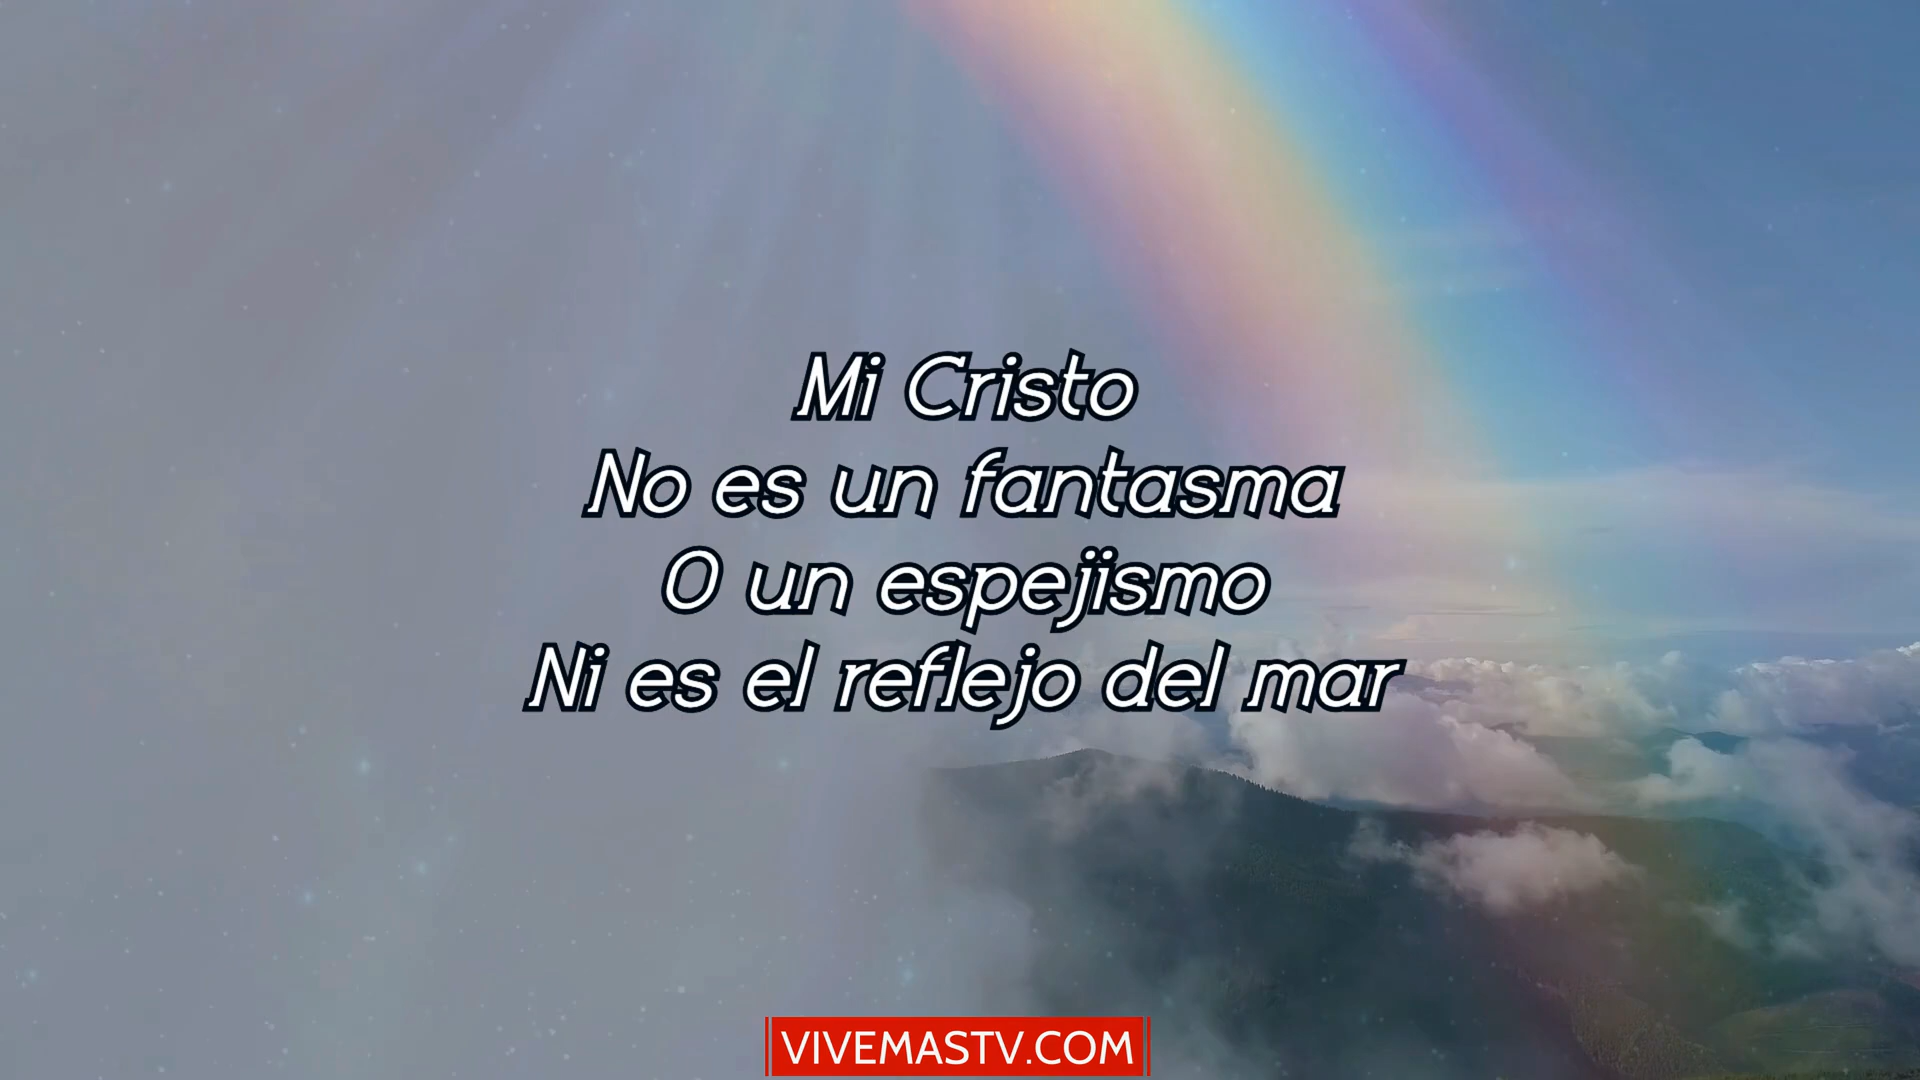 Mi Cristo
No es un fantasma
O un espejismo
Ni es el reflejo del mar
VIVEMASTV.COM